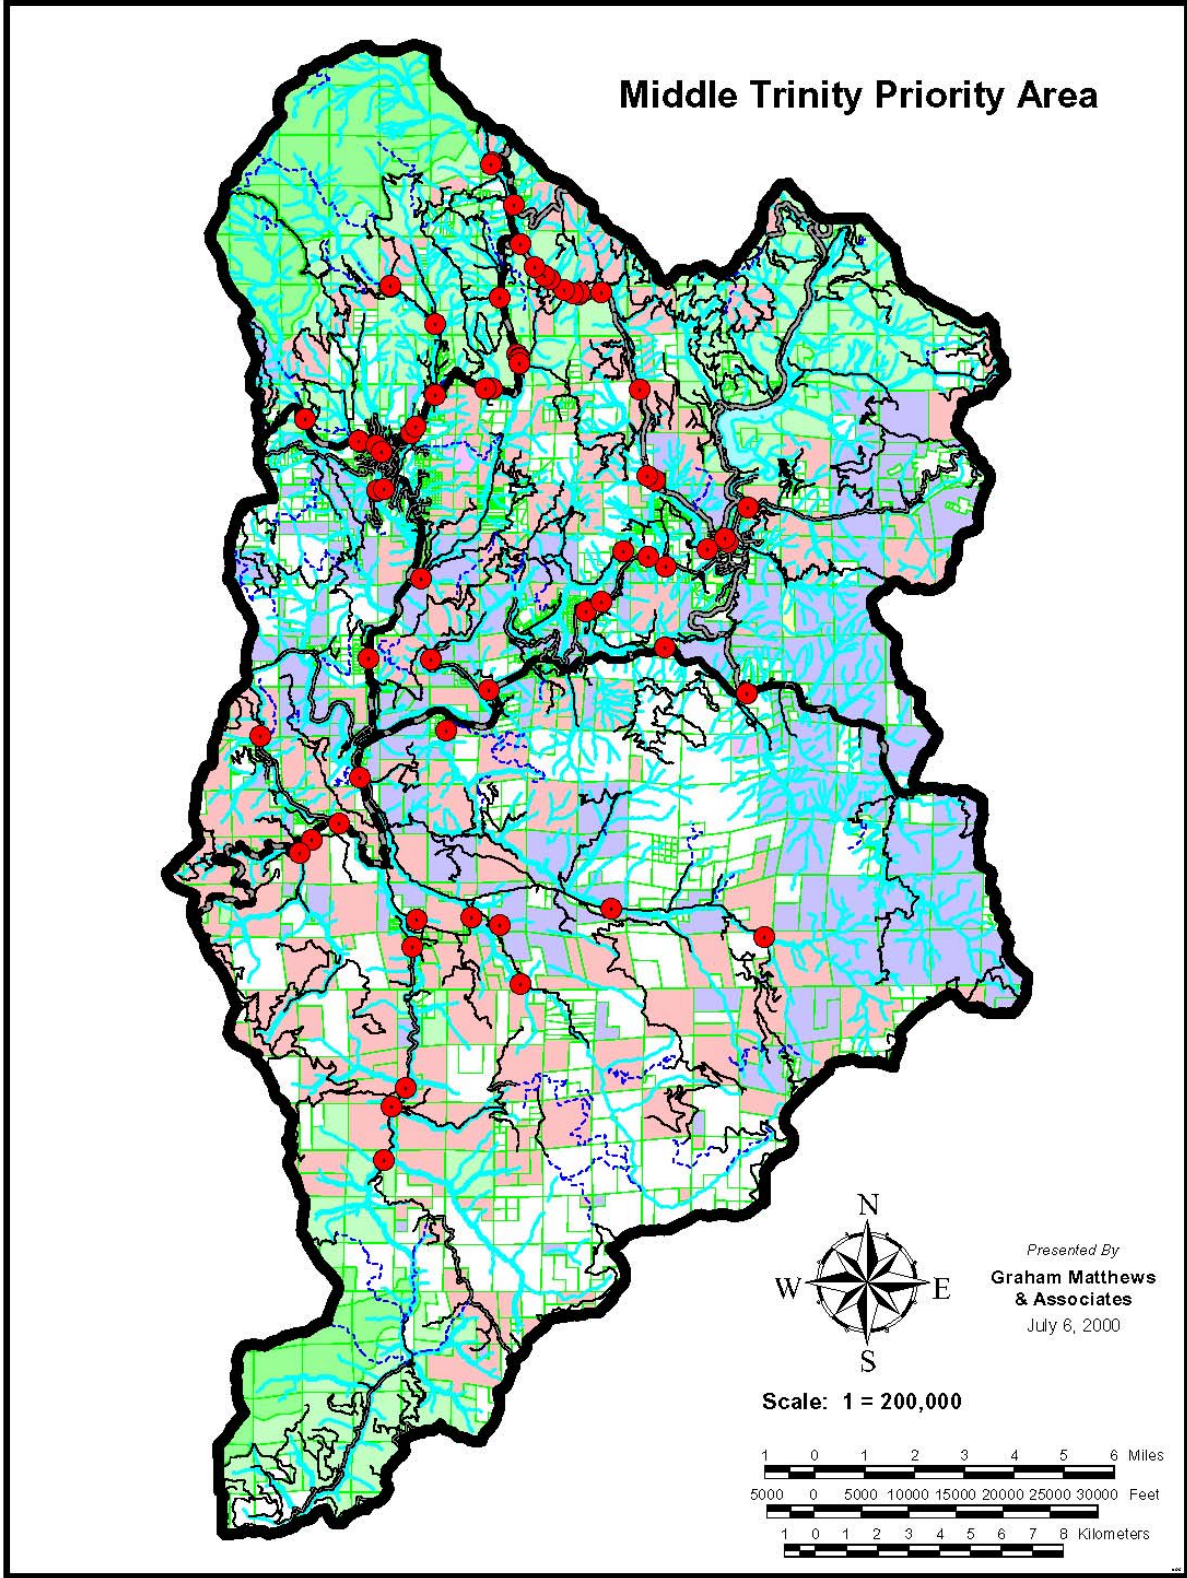 Middle Trinity Priority Area
N
W E
S
Presented By
Graham Matthews
& Associates
July 6, 2000
Scale: 1 = 200,000
1 0 1 2 3 4 5 6 Miles
5000 0 5000 10000 15000 20000 25000 30000 Feet
1 0 1 2 3 4 5 6 7 8 Kilometers